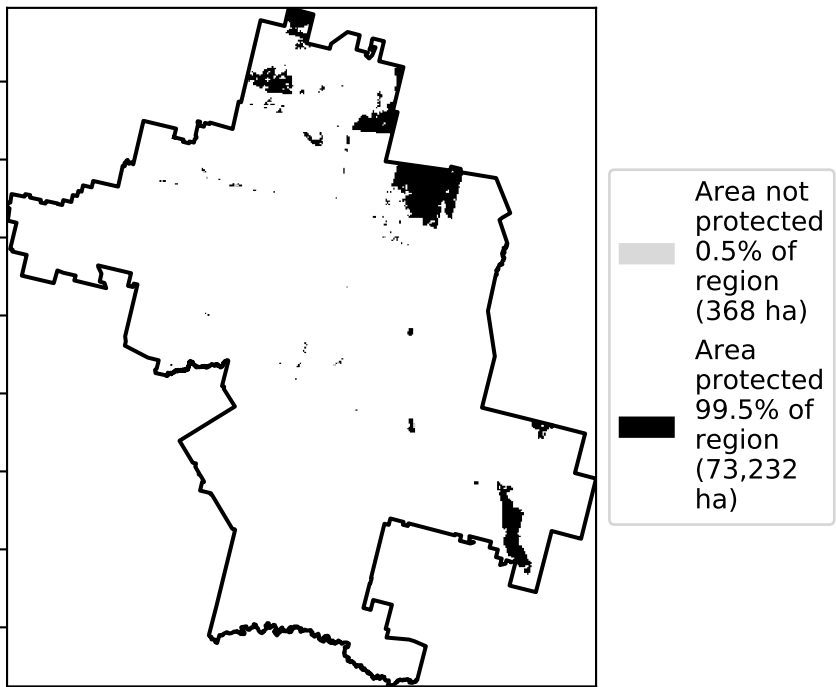 Area not
protected
0.5% of
region
(368 ha)
Area
protected
99.5% of
region
(73,232
ha)